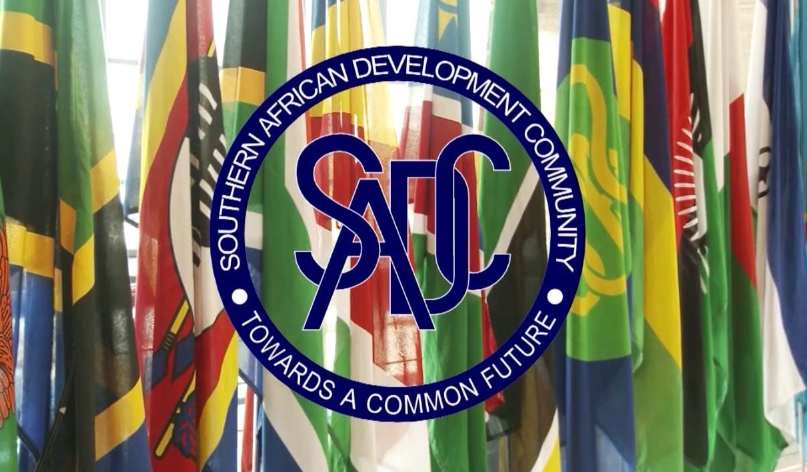 SOUTHERN AFRICAN DEVELOPMENT COMMUNITY
SADC
TOWARDS A COMMON FUTURE